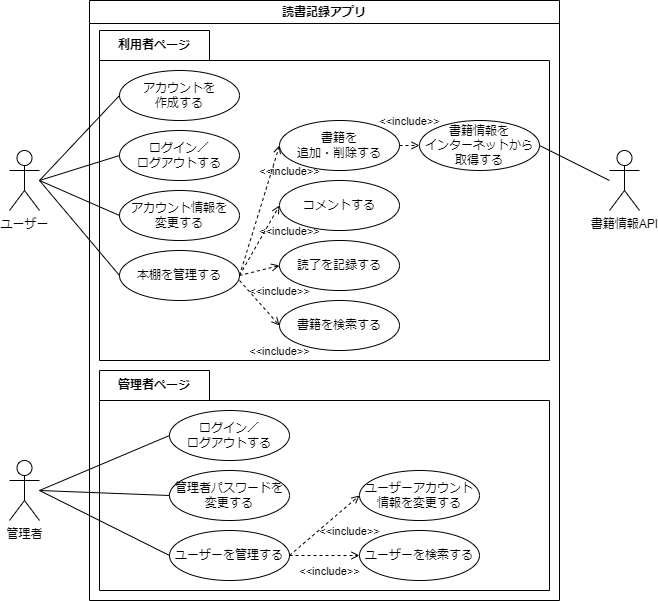 読書記録アプリ
利用者ページ
アカウントを
作成する
ログイン／
ログアウトする
アカウント情報を
変更する
本棚を管理する
書籍を
追加・削除する
<<include>>
書籍情報を
インターネットから
取得する
<<include>>
コメントする
<<include>>
読了を記録する
<<include>>
書籍を検索する
<<include>>
ユーザー
書籍情報API
管理者ページ
ログイン／
ログアウトする
管理者パスワードを
変更する
ユーザーを管理する
ユーザーアカウント
情報を変更する
<<include>>
ユーザーを検索する
<<include>>
管理者